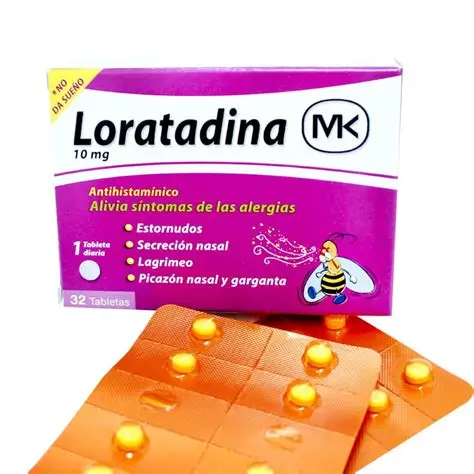 *NO
DA SUEÑO
Loratadina MK
10 mg
Antihistamínico
Alivia síntomas de las alergias
• Estornudos
• Secreción nasal
• Lagrimeo
• Picazón nasal y garganta
1 Tableta
diaria
32 Tabletas